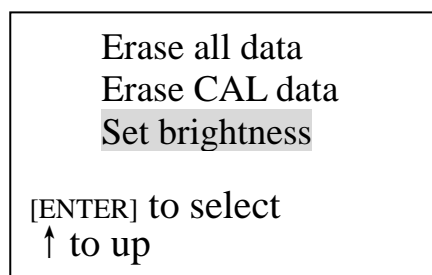 Erase all data
Erase CAL data
Set brightness
[ENTER] to select
↑ to up